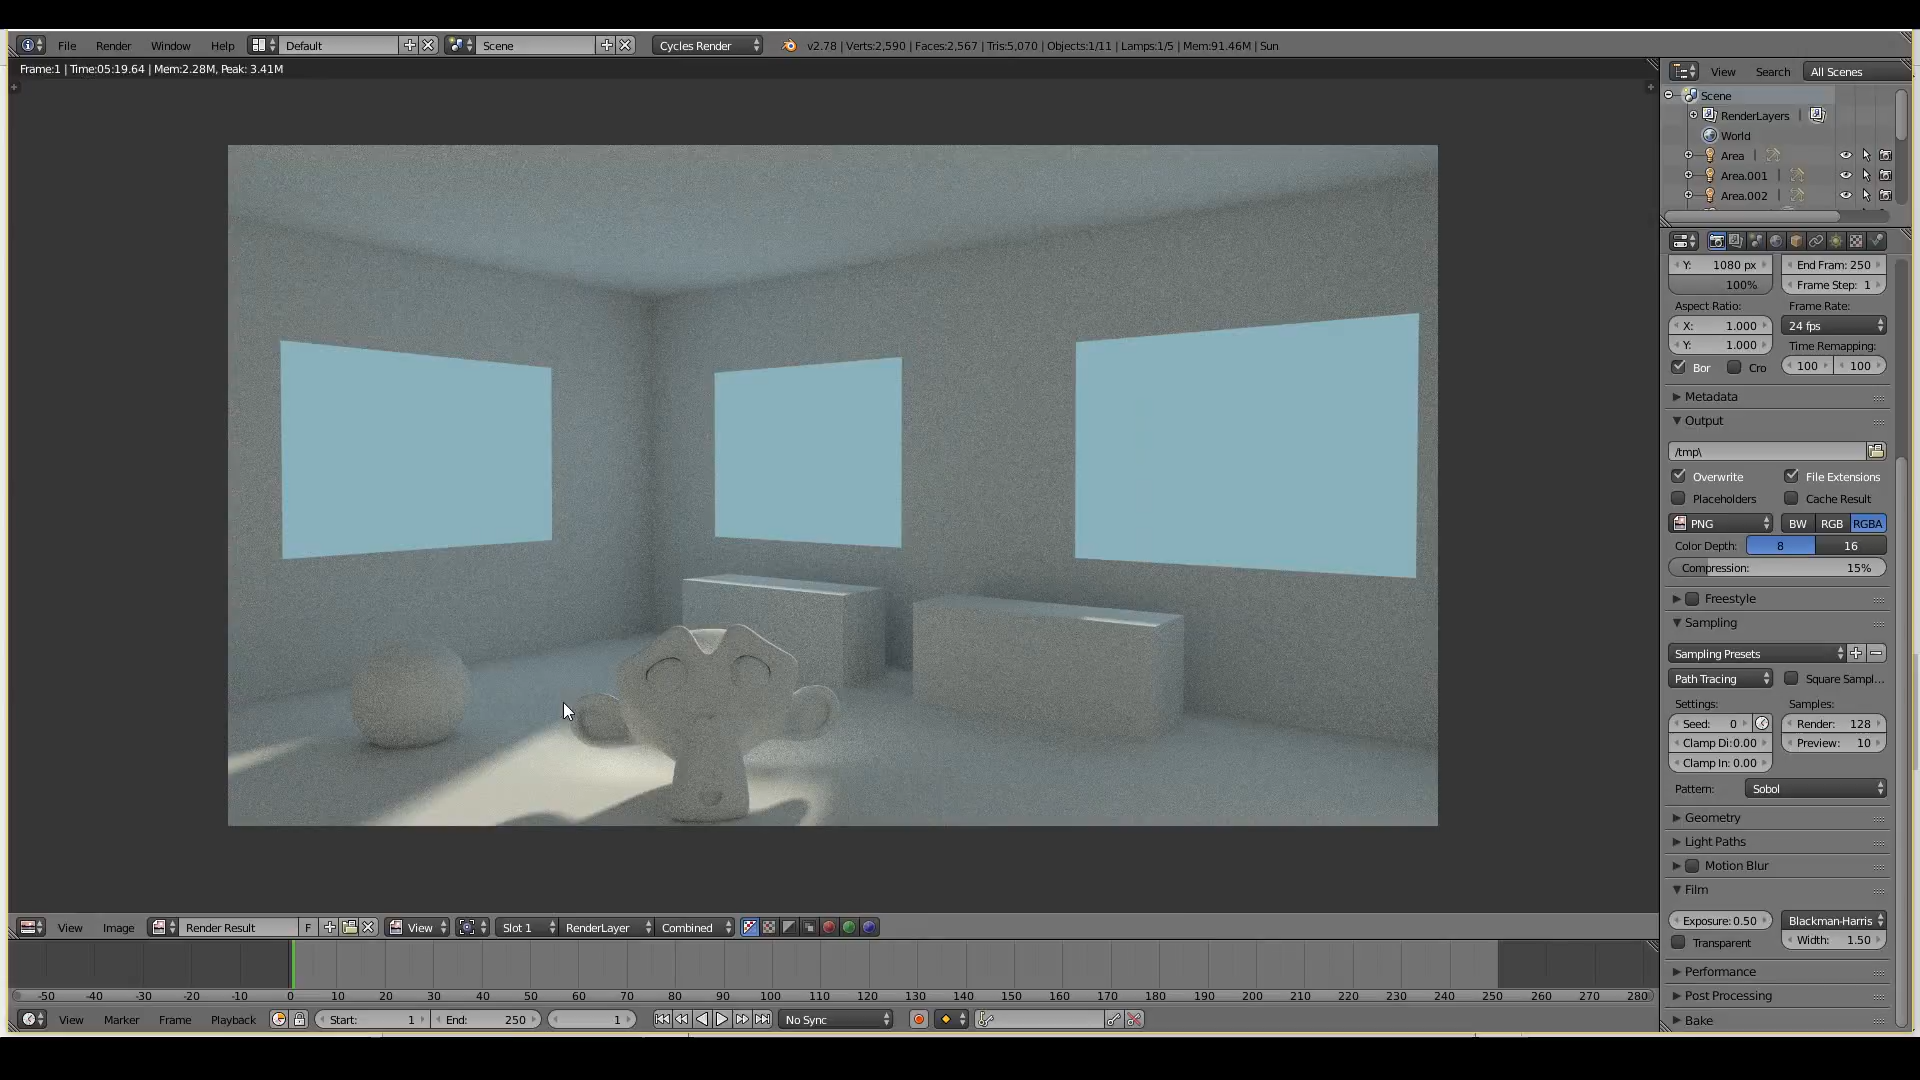 File Render Window Help Default Scene Cycles Render v2.78 | Verts:2,590 | Faces:2,567 | Tris:5,070 | Objects:1/11 | Lamps:1/5 | Mem:91.46M | Sun
Frame:1 | Time:05:19.64 | Mem:2.28M, Peak: 3.41M
View Search All Scenes
Scene
RenderLayers |
World
Area |
Area.001
Area.002
Y: 1080 px End Fram: 250
100% Frame Step: 1
Aspect Ratio: Frame Rate:
X: 1.000 24 fps
Y: 1.000 Time Remapping:
Bor Cro 100 100
Metadata
Output
/tmp\
Overwrite File Extensions
Placeholders Cache Result
PNG BW RGB RGBA
Color Depth: 8 16
Compression: 15%
Freestyle
Sampling
Sampling Presets
Path Tracing Square Sampl...
Settings: Samples:
Seed: 0 Render: 128
Clamp Di:0.00 Preview: 10
Clamp In: 0.00
Pattern: Sobol
Geometry
Light Paths
Motion Blur
Film
Exposure: 0.50 Blackman-Harris
Transparent Width: 1.50
Performance
Post Processing
Bake
View Image Render Result F View Slot 1 RenderLayer Combined
-50 -40 -30 -20 -10 0 10 20 30 40 50 60 70 80 90 100 110 120 130 140 150 160 170 180 190 200 210 220 230 240 250 260 270 280
View Marker Frame Playback Start: 1 End: 250 1 No Sync